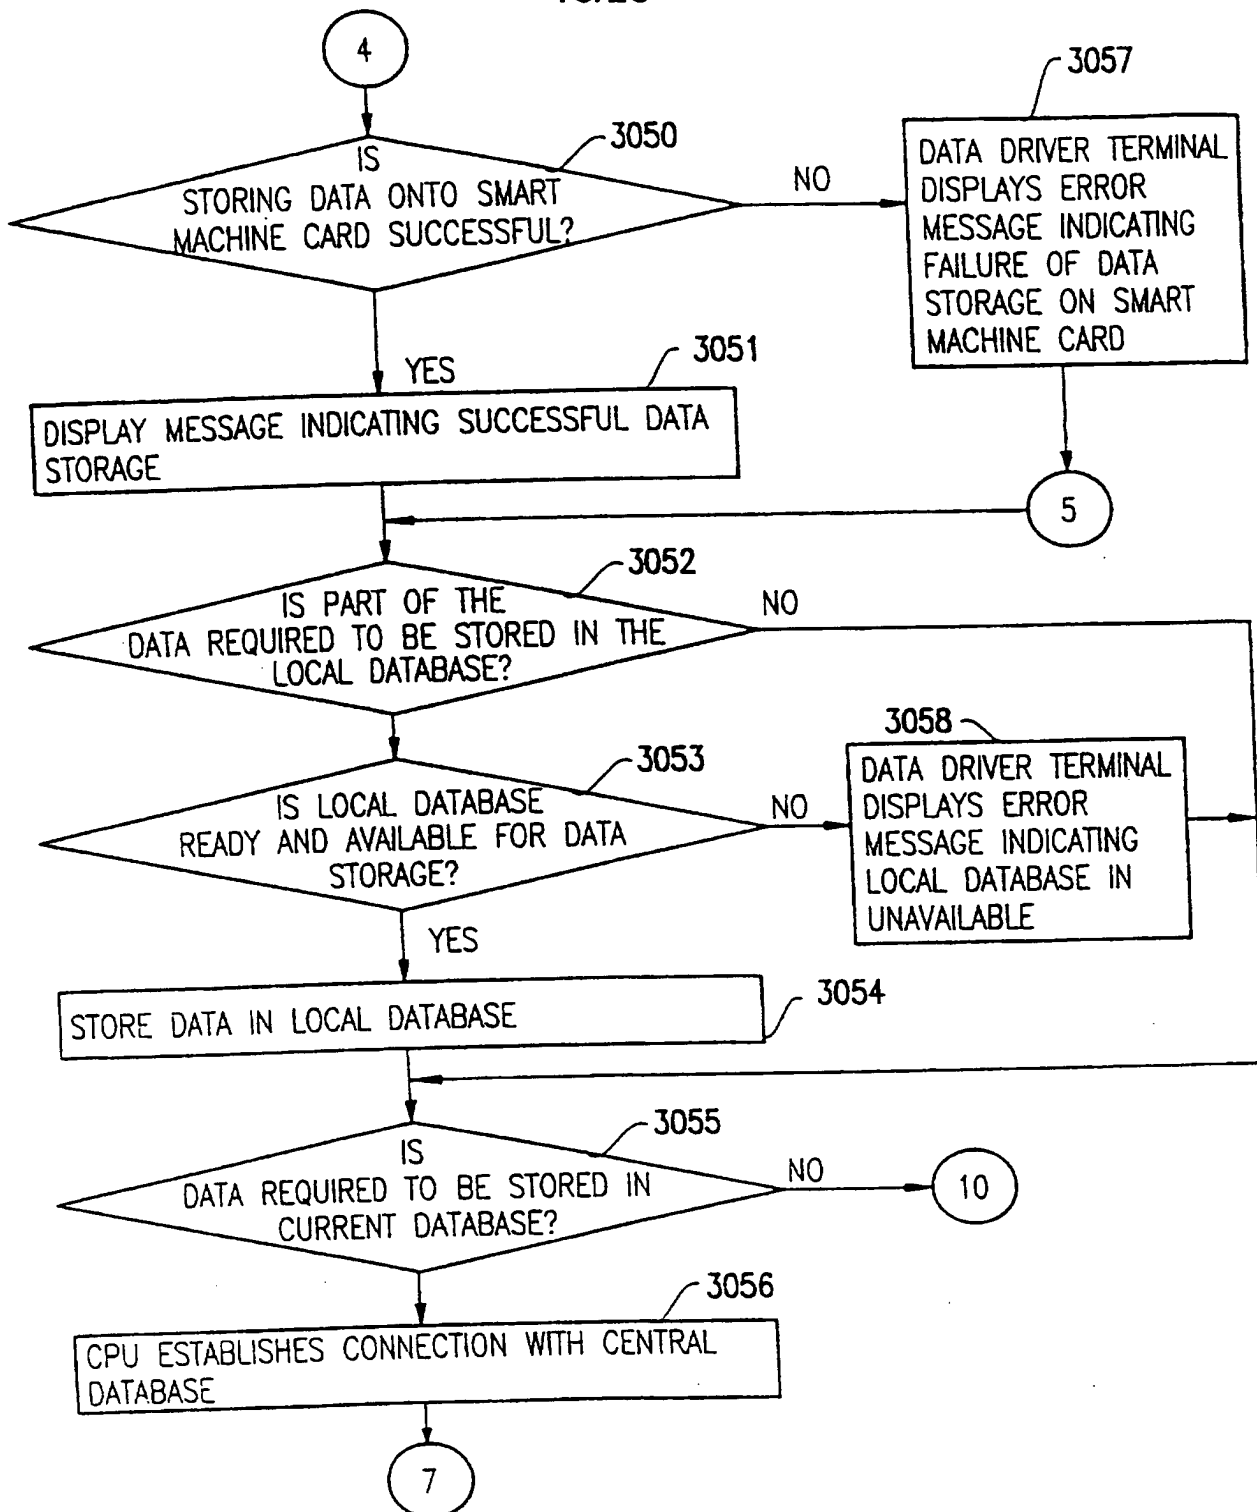 4
3050
IS
STORING DATA ONTO SMART
MACHINE CARD SUCCESSFUL?
NO
3057
DATA DRIVER TERMINAL
DISPLAYS ERROR
MESSAGE INDICATING
FAILURE OF DATA
STORAGE ON SMART
MACHINE CARD
YES
3051
DISPLAY MESSAGE INDICATING SUCCESSFUL DATA
STORAGE
5
3052
IS PART OF THE
DATA REQUIRED TO BE STORED IN THE
LOCAL DATABASE?
NO
3053
IS LOCAL DATABASE
READY AND AVAILABLE FOR DATA
STORAGE?
NO
3058
DATA DRIVER TERMINAL
DISPLAYS ERROR
MESSAGE INDICATING
LOCAL DATABASE IN
UNAVAILABLE
YES
3054
STORE DATA IN LOCAL DATABASE
3055
IS
DATA REQUIRED TO BE STORED IN
CURRENT DATABASE?
NO
10
3056
CPU ESTABLISHES CONNECTION WITH CENTRAL
DATABASE
7